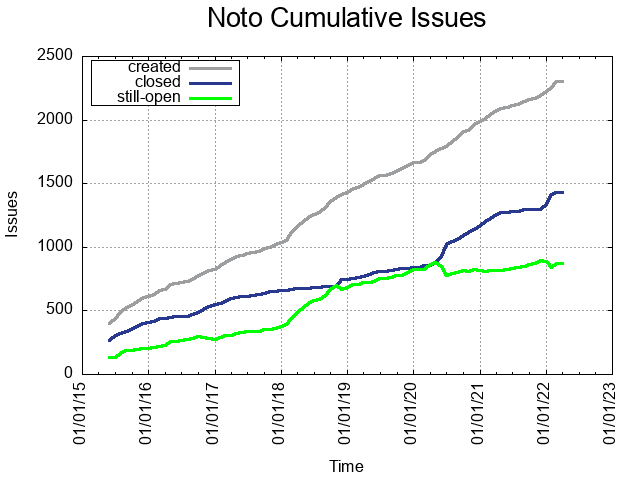 Noto Cumulative Issues
2500
2000
1500
1000
500
0
Issues
created
closed
still-open
01/01/15
01/01/16
01/01/17
01/01/18
01/01/19
01/01/20
01/01/21
01/01/22
01/01/23
Time